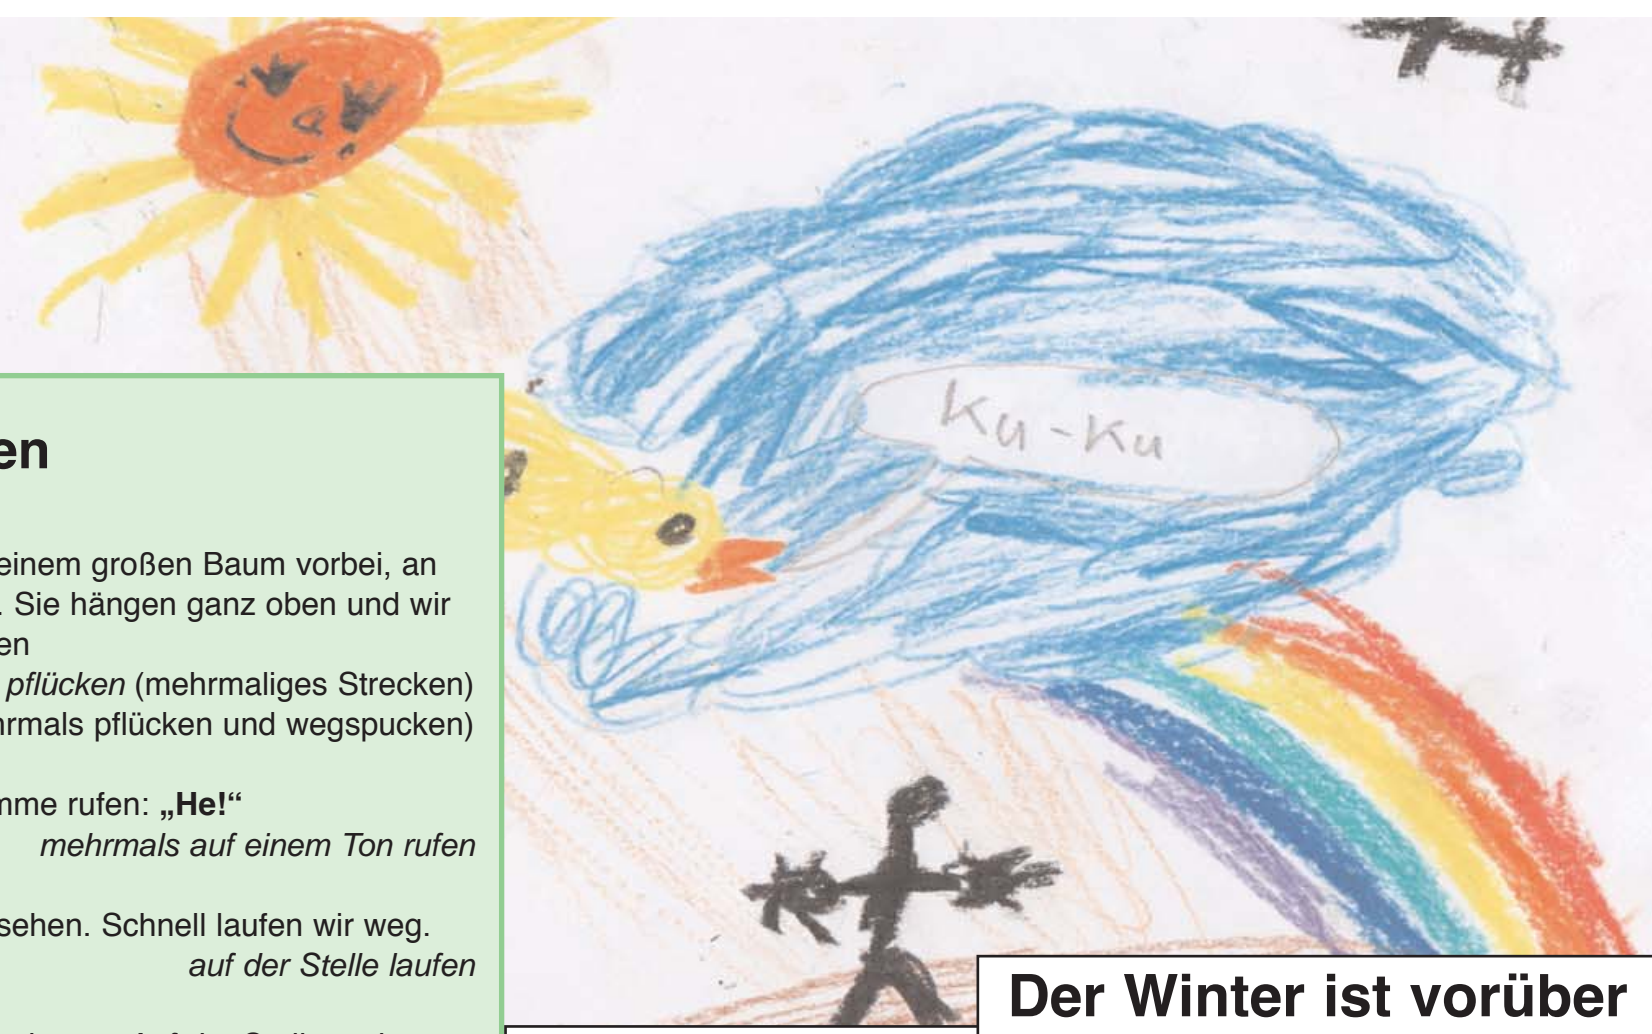 Ku-Ku
en
einem großen Baum vorbei, an
. Sie hängen ganz oben und wir
en
pflücken (mehrmaliges Strecken)
hrmals pflücken und wegspucken)
mme rufen: „He!“
mehrmals auf einem Ton rufen
sehen. Schnell laufen wir weg.
auf der Stelle laufen
Der Winter ist vorüber